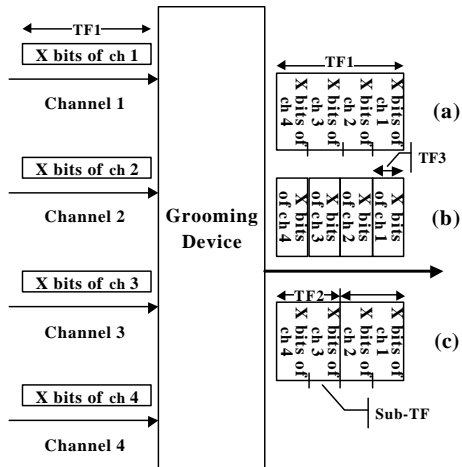 TF1
X bits of ch 1
Channel 1
X bits of ch 2
Channel 2
X bits of ch 3
Channel 3
X bits of ch 4
Channel 4
Grooming
Device
TF1
X bits of
ch 4
X bits of
ch 3
X bits of
ch 2
X bits of
ch 1
(a)
TF3
X bits
of ch 4
X bits
of ch 3
X bits
of ch 2
X bits
of ch 1
(b)
TF2
X bits of
ch 4
X bits of
ch 3
X bits of
ch 2
X bits of
ch 1
(c)
Sub-TF